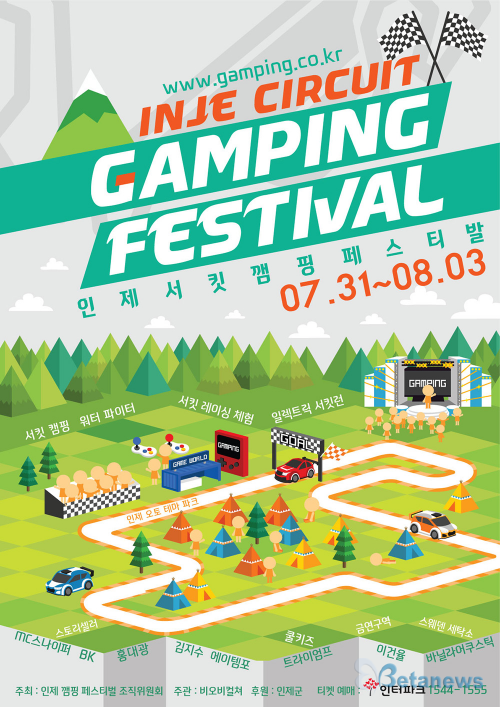 www.gamping.co.kr
INJE CIRCUIT
GAMPING
FESTIVAL
인제서킷깸핑페스티발
07.31~08.03
GAMPING
서킷 캠핑 워터 파이터
서킷 레이싱 체험 일렉트릭 서킷런
GOAL
GAMPING
GAME WORLD
인제 오토 테마 파크
스토리셀러 쿨키즈 금연구역 스웨덴 세탁소
MC스나이퍼 BK 홍대광 김지수 에이템포 트라이엄프 이건율 바닐라어쿠스틱
Betanews
주최 : 인제 깸핑 페스티벌 조직위원회 주관 : 비오비컬쳐 후원 : 인제군 티켓 예매 : 인터파크 1544-1555